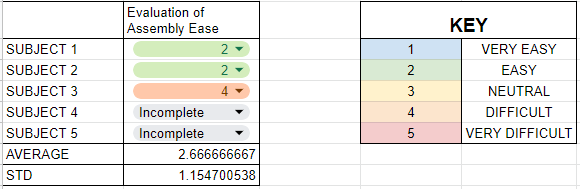 Evaluation of
Assembly Ease
SUBJECT 1 2
SUBJECT 2 2
SUBJECT 3 4
SUBJECT 4 Incomplete
SUBJECT 5 Incomplete
AVERAGE 2.666666667
STD 1.154700538
KEY
1 VERY EASY
2 EASY
3 NEUTRAL
4 DIFFICULT
5 VERY DIFFICULT